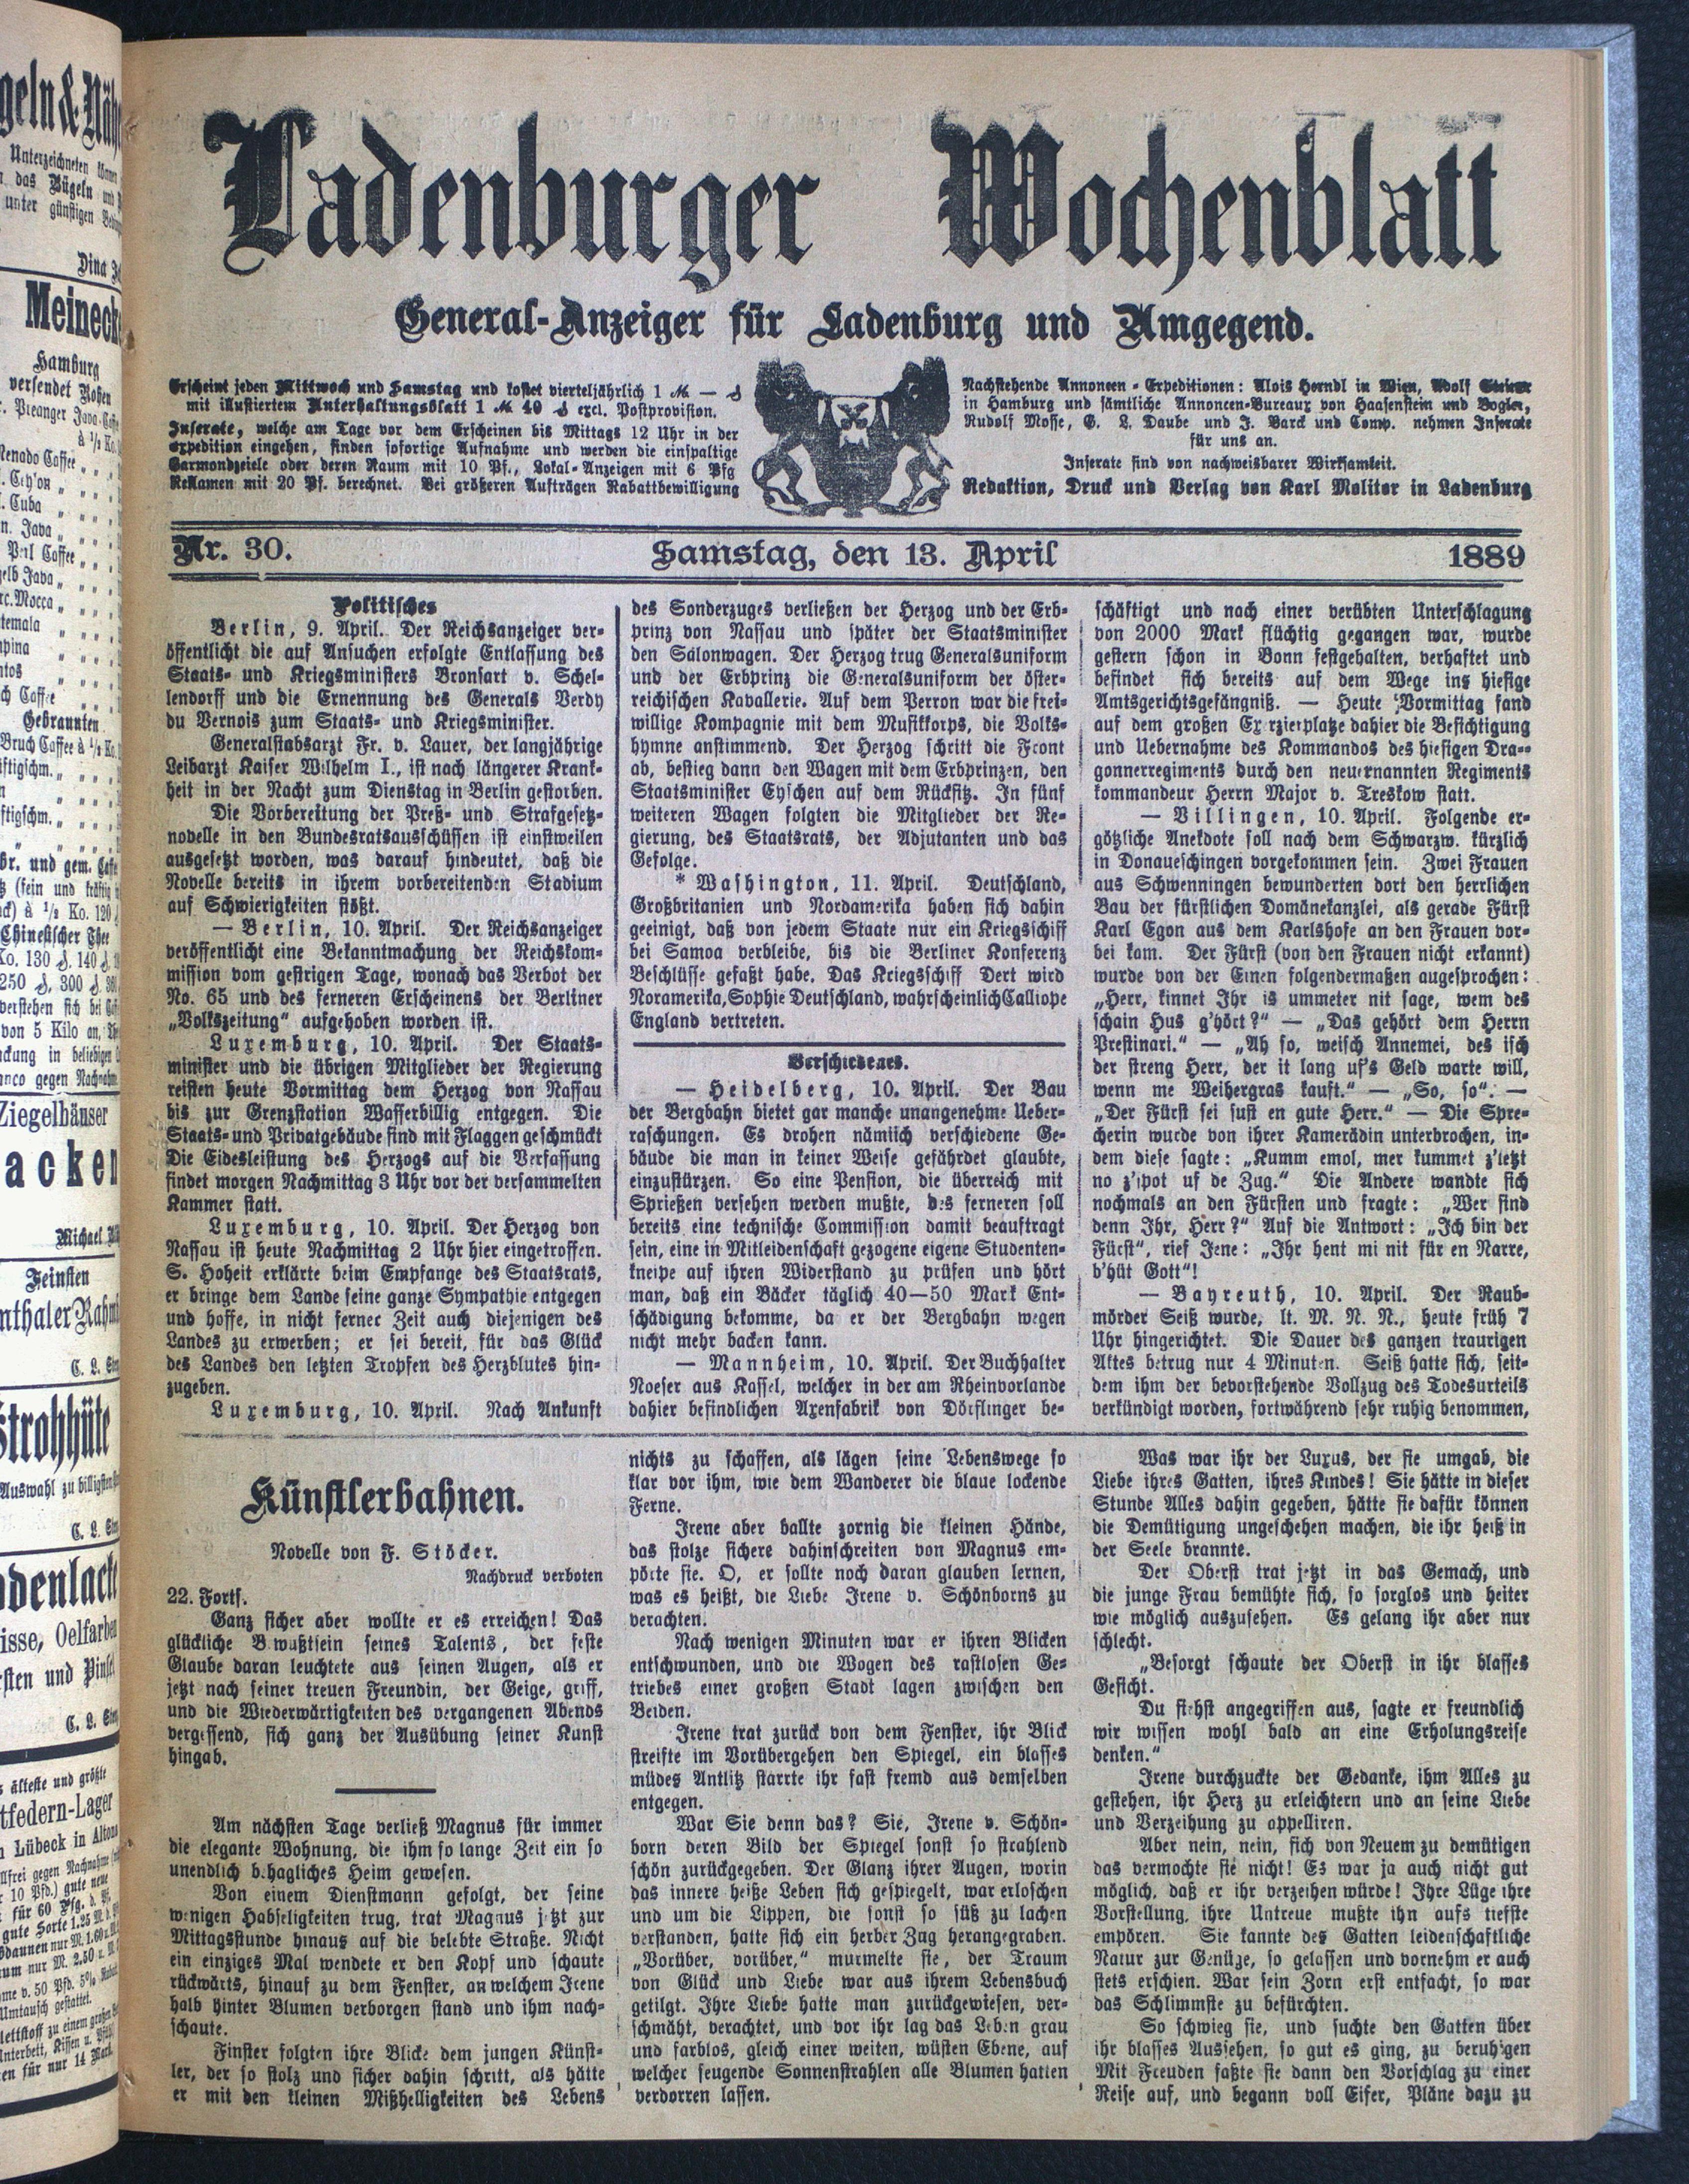 Ladenburger Wochenblatt
General-Anzeiger für Ladenburg und Umgegend.
Erscheint jeden Mittwoch und Samstag und kostet vierteljährlich 1 ℳ — ₰
mit illustiertem Unterhaltungsblatt 1 ℳ 40 ₰ excl. Postprovision.
Inserate, welche am Tage vor dem Erscheinen bis Mittags 12 Uhr in der
Expedition eingehen, finden sofortige Aufnahme und werden die einspaltige
Garmondzeile oder deren Raum mit 10 Pf., Lokal-Anzeigen mit 6 Pfg
Reklamen mit 20 Pf. berechnet. Bei größeren Aufträgen Rabattbewilligung
Nachstehende Annoncen-Expeditionen: Alois Herndl in Wien, Adolf
in Hamburg und sämtliche Annoncen-Bureaux von Haasenstein und Vogler,
Rudolf Mosse, G. L. Daube und J. Barck und Comp. nehmen Inserate
für uns an.
Inserate sind von nachweisbarer Wirksamkeit.
Redaktion, Druck und Verlag von Karl Molitor in Ladenburg
Nr. 30. Samstag, den 13. April 1889
Politisches
Berlin, 9. April. Der Reichsanzeiger ver-
öffentlicht die auf Ansuchen erfolgte Entlassung des
Staats- und Kriegsministers Bronsart v. Schel-
lendorff und die Ernennung des Generals Verdy
du Vernois zum Staats- und Kriegsminister.
Generalstabsarzt Fr. v. Lauer, der langjährige
Leibarzt Kaiser Wilhelm I., ist nach längerer Krank-
heit in der Nacht zum Dienstag in Berlin gestorben.
Die Vorbereitung der Preß- und Strafgesetz-
novelle in den Bundesratsausschüssen ist einstweilen
ausgesetzt worden, was darauf hindeutet, daß die
Novelle bereits in ihrem vorbereitenden Stadium
auf Schwierigkeiten stößt.
— Berlin, 10. April. Der Reichsanzeiger
veröffentlicht eine Bekanntmachung der Reichskom-
mission vom gestrigen Tage, wonach das Verbot der
No. 65 und des ferneren Erscheinens der Berliner
„Volkszeitung“ aufgehoben worden ist.
Luxemburg, 10. April. Der Staats-
minister und die übrigen Mitglieder der Regierung
reisten heute Vormittag dem Herzog von Nassau
bis zur Grenzstation Wasserbillig entgegen. Die
Staats- und Privatgebäude sind mit Flaggen geschmückt
Die Eidesleistung des Herzogs auf die Verfassung
findet morgen Nachmittag 3 Uhr vor der versammelten
Kammer statt.
Luxemburg, 10. April. Der Herzog von
Nassau ist heute Nachmittag 2 Uhr hier eingetroffen.
S. Hoheit erklärte beim Empfange des Staatsrats,
er bringe dem Lande seine ganze Sympathie entgegen
und hoffe, in nicht ferner Zeit auch diejenigen des
Landes zu erwerben; er sei bereit, für das Glück
des Landes den letzten Tropfen des Herzblutes hin-
zugeben.
Luxemburg, 10. April. Nach Ankunft
des Sonderzuges verließen der Herzog und der Erb-
prinz von Nassau und später der Staatsminister
den Salonwagen. Der Herzog trug Generalsuniform
und der Erbprinz die Generalsuniform der öster-
reichischen Kavallerie. Auf dem Perron war die frei-
willige Kompagnie mit dem Musikkorps, die Volks-
hymne anstimmend. Der Herzog schritt die Front
ab, bestieg dann den Wagen mit dem Erbprinzen, den
Staatsminister Eyschen auf dem Rücksitz. In fünf
weiteren Wagen folgten die Mitglieder der Re-
gierung, des Staatsrats, der Adjutanten und das
Gefolge.
* Washington, 11. April. Deutschland,
Großbritanien und Nordamerika haben sich dahin
geeinigt, daß von jedem Staate nur ein Kriegsschiff
bei Samoa verbleibe, bis die Berliner Konferenz
Beschlüsse gefaßt habe. Das Kriegsschiff Dert wird
Noramerika, Sophie Deutschland, wahrscheinlich Calliope
England vertreten.
Verschiedenes.
— Heidelberg, 10. April. Der Bau
der Bergbahn bietet gar manche unangenehme Ueber-
raschungen. Es drohen nämlich verschiedene Ge-
bäude die man in keiner Weise gefährdet glaubte,
einzustürzen. So eine Pension, die überreich mit
Sprießen versehen werden mußte, des ferneren soll
bereits eine technische Commission damit beauftragt
sein, eine in Mitleidenschaft gezogene eigene Studenten-
kneipe auf ihren Widerstand zu prüfen und hört
man, daß ein Bäcker täglich 40—50 Mark Ent-
schädigung bekomme, da er der Bergbahn wegen
nicht mehr backen kann.
— Mannheim, 10. April. Der Buchhalter
Noeser aus Kassel, welcher in der am Rheinvorlande
dahier befindlichen Axenfabrik von Dörflinger be-
schäftigt und nach einer verübten Unterschlagung
von 2000 Mark flüchtig gegangen war, wurde
gestern schon in Bonn festgehalten, verhaftet und
befindet sich bereits auf dem Wege ins hiesige
Amtsgerichtsgefängniß. — Heute Vormittag fand
auf dem großen Ex rzierplatze dahier die Besichtigung
und Uebernahme des Kommandos des hiesigen Dra-
gonnerregiments durch den neuernannten Regiments
kommandeur Herrn Major v. Treskow statt.
— Villingen, 10. April. Folgende er-
götzliche Anekdote soll nach dem Schwarzw. kürzlich
in Donaueschingen vorgekommen sein. Zwei Frauen
aus Schwenningen bewunderten dort den herrlichen
Bau der fürstlichen Domänekanzlei, als gerade Fürst
Karl Egon aus dem Karlshofe an den Frauen vor-
bei kam. Der Fürst (von den Frauen nicht erkannt)
wurde von der Einen folgendermaßen augesprochen:
„Herr, kinnet Ihr is ummeter nit sage, wem des
schain Hus g'hört?“ — „Das gehört dem Herrn
Prestinari.“ — „Ah so, weisch Annemei, des isch
der streng Herr, der it lang uf's Geld warte will,
wenn me Weihergras kauft.“ — „So, so“. —
„Der Fürst sei sust en gute Herr.“ — Die Spre-
cherin wurde von ihrer Kamerädin unterbrochen, in-
dem diese sagte: „Kumm emol, mer kummet z'letzt
no z'spot uf de Zug.“ Die Andere wandte sich
nochmals an den Fürsten und fragte: „Wer sind
denn Ihr, Herr?“ Auf die Antwort: „Ich bin der
Fürst“, rief Jene: „Ihr hent mi nit für en Narre,
b'hüt Gott“!
— Bayreuth, 10. April. Der Raub-
mörder Seiß wurde, lt. M. N. N., heute früh 7
Uhr hingerichtet. Die Dauer des ganzen traurigen
Aktes betrug nur 4 Minuten. Seiß hatte sich, seit-
dem ihm der bevorstehende Vollzug des Todesurteils
verkündigt worden, fortwährend sehr ruhig benommen,
Künstlerbahnen.
Novelle von F. Stöcker.
Nachdruck verboten
22. Forts.
Ganz sicher aber wollte er es erreichen! Das
glückliche B wußtsein seines Talents, der feste
Glaube daran leuchtete aus seinen Augen, als er
jetzt nach seiner treuen Freundin, der Geige, griff,
und die Wiederwärtigkeiten des vergangenen Abends
vergessend, sich ganz der Ausübung seiner Kunst
hingab.
Am nächsten Tage verließ Magnus für immer
die elegante Wohnung, die ihm so lange Zeit ein so
unendlich b.hagliches Heim gewesen.
Von einem Dienstmann gefolgt, der seine
wenigen Habseligkeiten trug, trat Magnus jetzt zur
Mittagsstunde hinaus auf die belebte Straße. Nicht
ein einziges Mal wendete er den Kopf und schaute
rückwärts, hinauf zu dem Fenster, an welchem Irene
halb hinter Blumen verborgen stand und ihm nach-
schaute.
Finster folgten ihre Blicke dem jungen Künst-
ler, der so stolz und sicher dahin schritt, als hätte
er mit den kleinen Mißhelligkeiten des Lebens
nichts zu schaffen, als lägen seine Lebenswege so
klar vor ihm, wie dem Wanderer die blaue lockende
Ferne.
Irene aber ballte zornig die kleinen Hände,
das stolze sichere dahinschreiten von Magnus em-
pörte sie. O, er sollte noch daran glauben lernen,
was es heißt, die Liebe Irene v. Schönborns zu
verachten.
Nach wenigen Minuten war er ihren Blicken
entschwunden, und die Wogen des rastlosen Ge-
triebes einer großen Stadt lagen zwischen den
Beiden.
Irene trat zurück von dem Fenster, ihr Blick
streifte im Vorübergehen den Spiegel, ein blasses
müdes Antlitz starrte ihr fast fremd aus demselben
entgegen.
War Sie denn das? Sie, Irene v. Schön-
born deren Bild der Spiegel sonst so strahlend
schön zurückgegeben. Der Glanz ihrer Augen, worin
das innere heiße Leben sich gespiegelt, war erloschen
und um die Lippen, die sonst so süß zu lachen
verstanden, hatte sich ein herber Zug herangegraben.
„Vorüber, vorüber,“ murmelte sie, der Traum
von Glück und Liebe war aus ihrem Lebensbuch
getilgt. Ihre Liebe hatte man zurückgewiesen, ver-
schmäht, verachtet, und vor ihr lag das Leben grau
und farblos, gleich einer weiten, wüsten Ebene, auf
welcher seugende Sonnenstrahlen alle Blumen hatten
verdorren lassen.
Was war ihr der Luxus, der sie umgab, die
Liebe ihres Gatten, ihres Kindes! Sie hätte in dieser
Stunde Alles dahin gegeben, hätte sie dafür können
die Demütigung ungeschehen machen, die ihr heiß in
der Seele brannte.
Der Oberst trat jetzt in das Gemach, und
die junge Frau bemühte sich, so sorglos und heiter
wie möglich auszusehen. Es gelang ihr aber nur
schlecht.
„Besorgt schaute der Oberst in ihr blasses
Gesicht.
Du siehst angegriffen aus, sagte er freundlich
wir wissen wohl bald an eine Erholungsreise
denken.“
Irene durchzuckte der Gedanke, ihm Alles zu
gestehen, ihr Herz zu erleichtern und an seine Liebe
und Verzeihung zu appelliren.
Aber nein, nein, sich von Neuem zu demütigen
das vermochte sie nicht! Es war ja auch nicht gut
möglich, daß er ihr verzeihen würde! Ihre Lüge ihre
Vorstellung, ihre Untreue mußte ihn aufs tiefste
empören. Sie kannte des Gatten leidenschaftliche
Natur zur Genüze, so gelassen und vornehm er auch
stets erschien. War sein Zorn erst entfacht, so war
das Schlimmste zu befürchten.
So schwieg sie, und suchte den Gatten über
ihr blasses Aussehen, so gut es ging, zu beruhigen
Mit Freuden faßte sie dann den Vorschlag zu einer
Reise auf, und begann voll Eifer, Pläne dazu zu